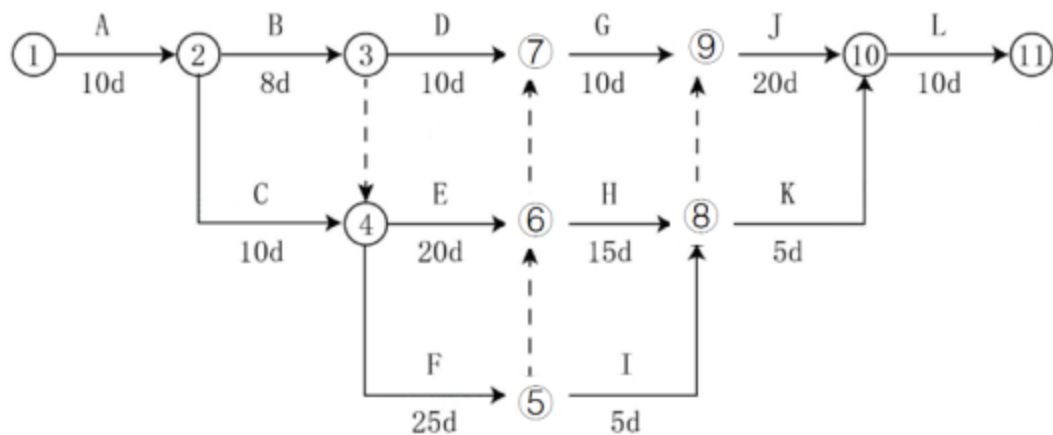 A B D G J L
① ② ③ ⑦ ⑨ ⑩ ⑪
10d 8d 10d 10d 20d 10d
C E H K
④ ⑥ ⑧
10d 20d 15d 5d
F I
⑤
25d 5d